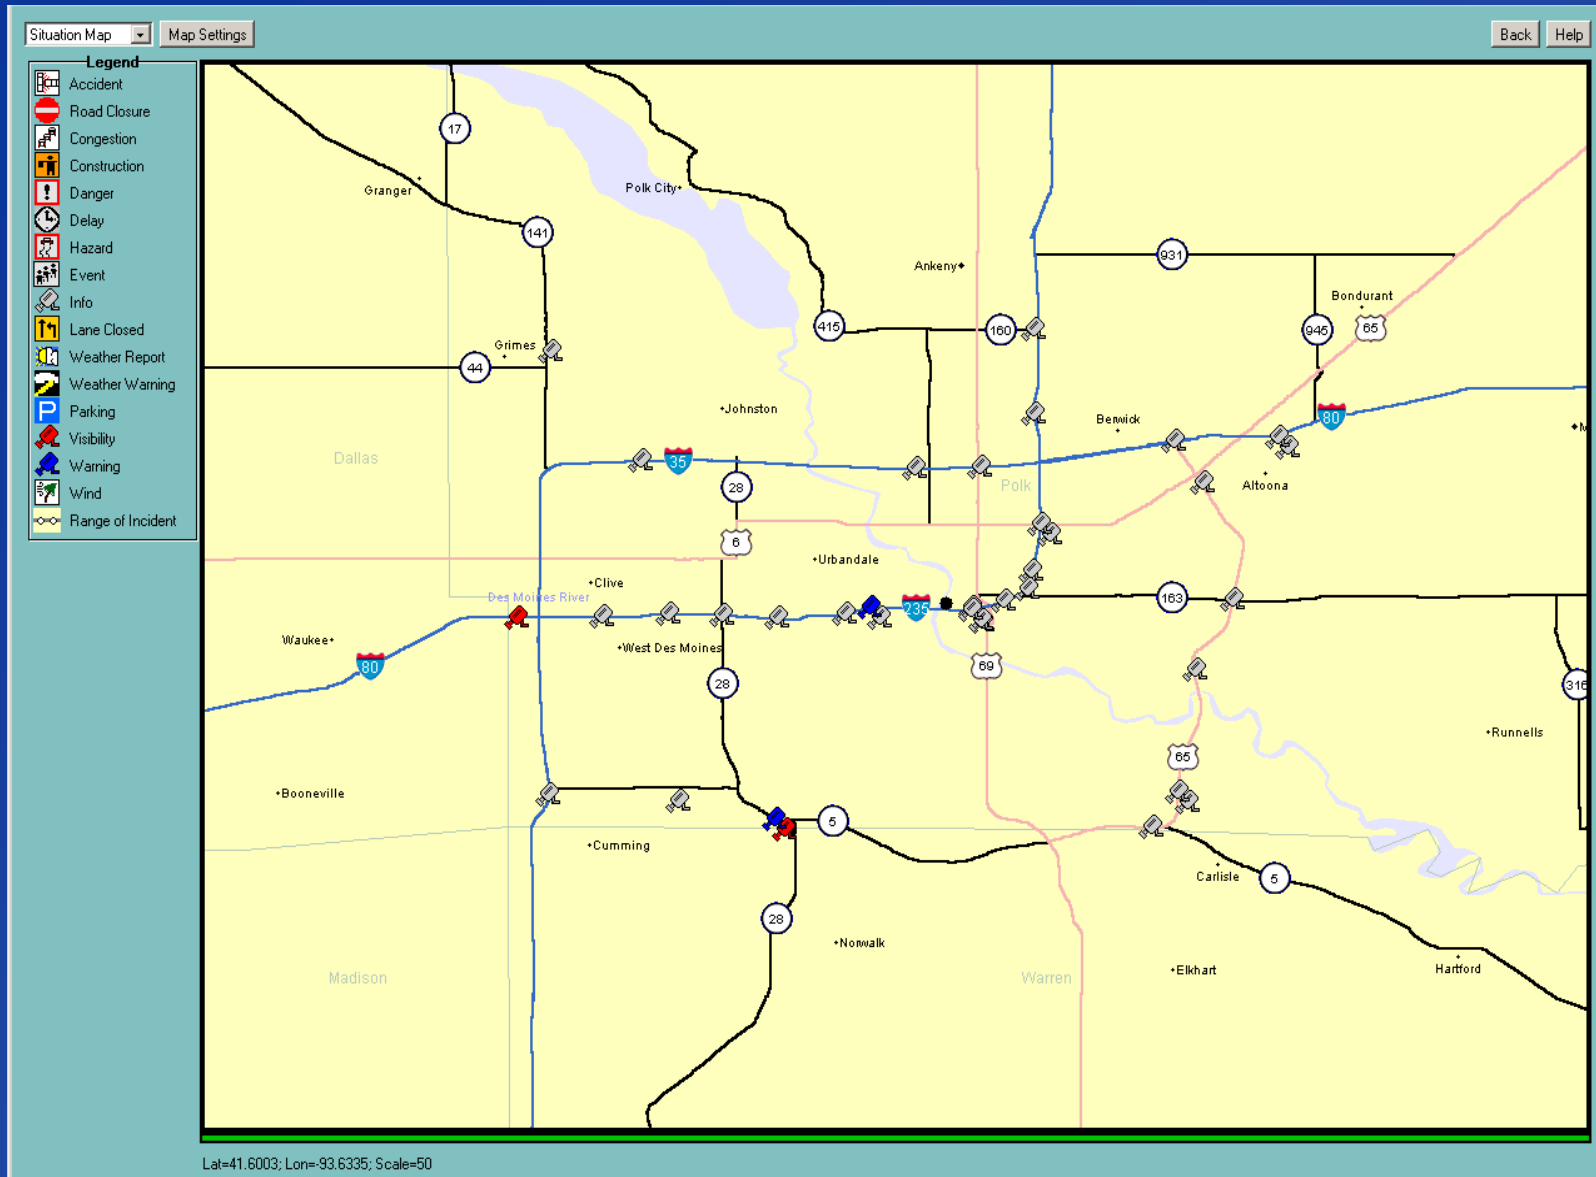 Situation Map
Map Settings
Back
Help
Legend
Accident
Road Closure
Congestion
Construction
Danger
Delay
Hazard
Event
Info
Lane Closed
Weather Report
Weather Warning
P Parking
Visibility
Warning
Wind
Range of Incident
17
Granger
Polk City
141
Ankeny
931
Bondurant
415
160
945
65
Grimes
44
Johnston
Berwick
80
M
Dallas
35
28
Polk
Altoona
6
Urbandale
Clive
Des Moines River
235
163
Waukee
West Des Moines
80
69
28
316
Runnells
65
Booneville
5
Cumming
Carlisle
5
28
Norwalk
Madison
Warren
Elkhart
Hartford
Lat=41.6003; Lon=-93.6335; Scale=50